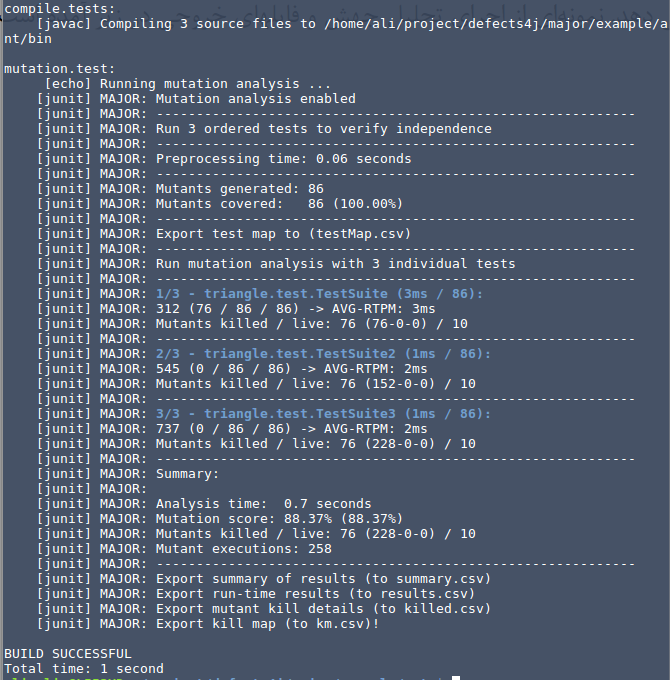 compile.tests:
    [javac] Compiling 3 source files to /home/ali/project/defects4j/major/example/a
nt/bin

mutation.test:
     [echo] Running mutation analysis ...
    [junit] MAJOR: Mutation analysis enabled
    [junit] MAJOR: ------------------------------------------------------------
    [junit] MAJOR: Run 3 ordered tests to verify independence
    [junit] MAJOR: ------------------------------------------------------------
    [junit] MAJOR: Preprocessing time: 0.06 seconds
    [junit] MAJOR: ------------------------------------------------------------
    [junit] MAJOR: Mutants generated: 86
    [junit] MAJOR: Mutants covered:   86 (100.00%)
    [junit] MAJOR: ------------------------------------------------------------
    [junit] MAJOR: Export test map to (testMap.csv)
    [junit] MAJOR: ------------------------------------------------------------
    [junit] MAJOR: Run mutation analysis with 3 individual tests
    [junit] MAJOR: ------------------------------------------------------------
    [junit] MAJOR: 1/3 - triangle.test.TestSuite (3ms / 86):
    [junit] MAJOR: 312 (76 / 86 / 86) -> AVG-RTPM: 3ms
    [junit] MAJOR: Mutants killed / live: 76 (76-0-0) / 10
    [junit] MAJOR: ------------------------------------------------------------
    [junit] MAJOR: 2/3 - triangle.test.TestSuite2 (1ms / 86):
    [junit] MAJOR: 545 (0 / 86 / 86) -> AVG-RTPM: 2ms
    [junit] MAJOR: Mutants killed / live: 76 (152-0-0) / 10
    [junit] MAJOR: ------------------------------------------------------------
    [junit] MAJOR: 3/3 - triangle.test.TestSuite3 (1ms / 86):
    [junit] MAJOR: 737 (0 / 86 / 86) -> AVG-RTPM: 2ms
    [junit] MAJOR: Mutants killed / live: 76 (228-0-0) / 10
    [junit] MAJOR: ------------------------------------------------------------
    [junit] MAJOR: Summary:
    [junit] MAJOR:
    [junit] MAJOR: Analysis time:  0.7 seconds
    [junit] MAJOR: Mutation score: 88.37% (88.37%)
    [junit] MAJOR: Mutants killed / live: 76 (228-0-0) / 10
    [junit] MAJOR: Mutant executions: 258
    [junit] MAJOR: ------------------------------------------------------------
    [junit] MAJOR: Export summary of results (to summary.csv)
    [junit] MAJOR: Export run-time results (to results.csv)
    [junit] MAJOR: Export mutant kill details (to killed.csv)
    [junit] MAJOR: Export kill map (to km.csv)!

BUILD SUCCESSFUL
Total time: 1 second